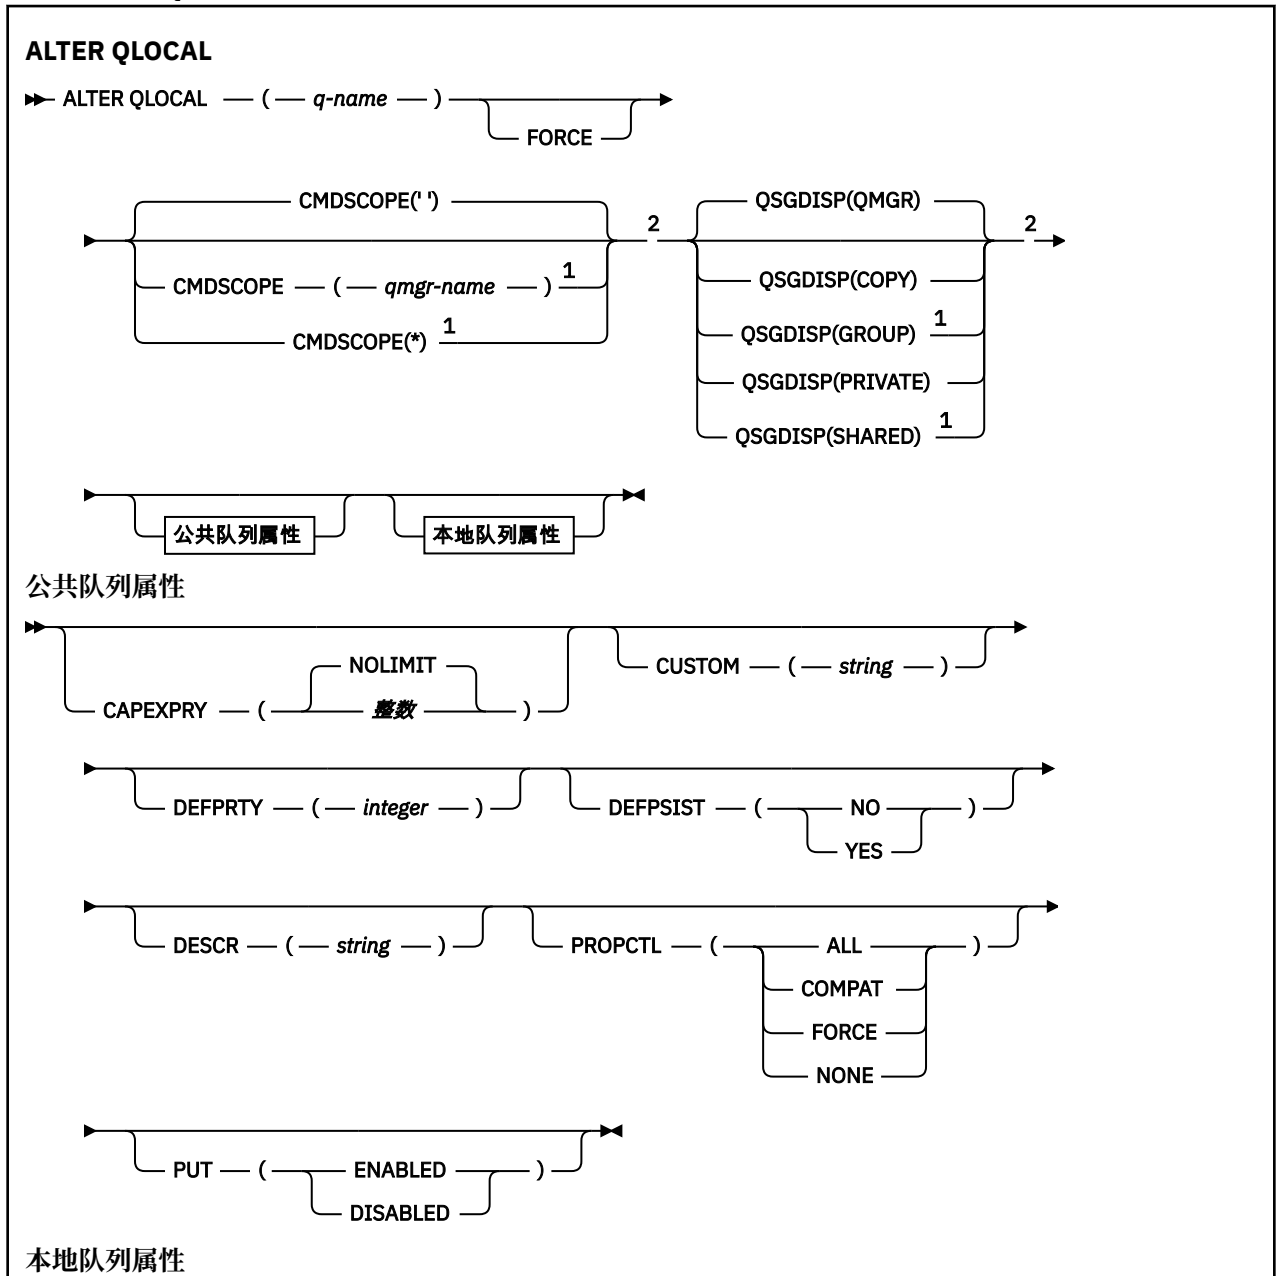 ALTER QLOCAL
ALTER QLOCAL ( q-name )
FORCE
CMDSCOPE(' ')
CMDSCOPE ( qmgr-name ) 1
CMDSCOPE(*) 1
2
QSGDISP(QMGR)
QSGDISP(COPY)
QSGDISP(GROUP) 1
QSGDISP(PRIVATE)
QSGDISP(SHARED) 1
2
公共队列属性
本地队列属性
公共队列属性
CAPEXPRY (
NOLIMIT
整数
)
CUSTOM ( string )
DEFPRTY ( integer )
DEFPSIST ( NO )
YES
DESCR ( string )
PROPCTL ( ALL )
COMPAT
FORCE
NONE
PUT ( ENABLED )
DISABLED
本地队列属性